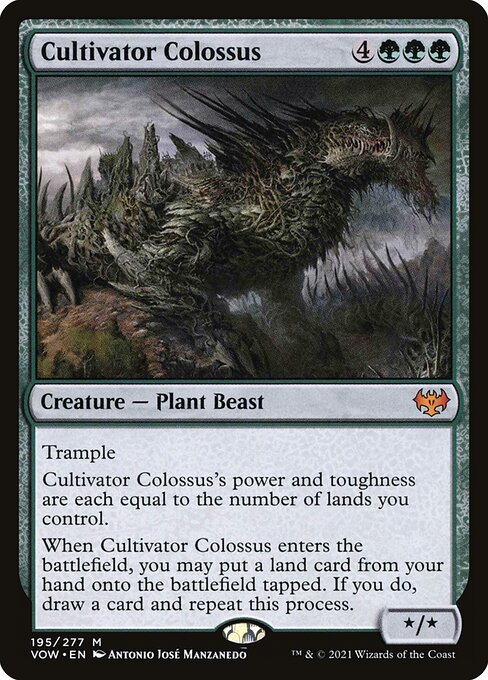 Cultivator Colossus 4
Creature — Plant Beast
Trample
Cultivator Colossus's power and toughness
are each equal to the number of lands you
control.
When Cultivator Colossus enters the
battlefield, you may put a land card from your
hand onto the battlefield tapped. If you do,
draw a card and repeat this process.
★/★
195/277 M
VOW • EN Antonio José Manzanedo
™ & © 2021 Wizards of the Coast